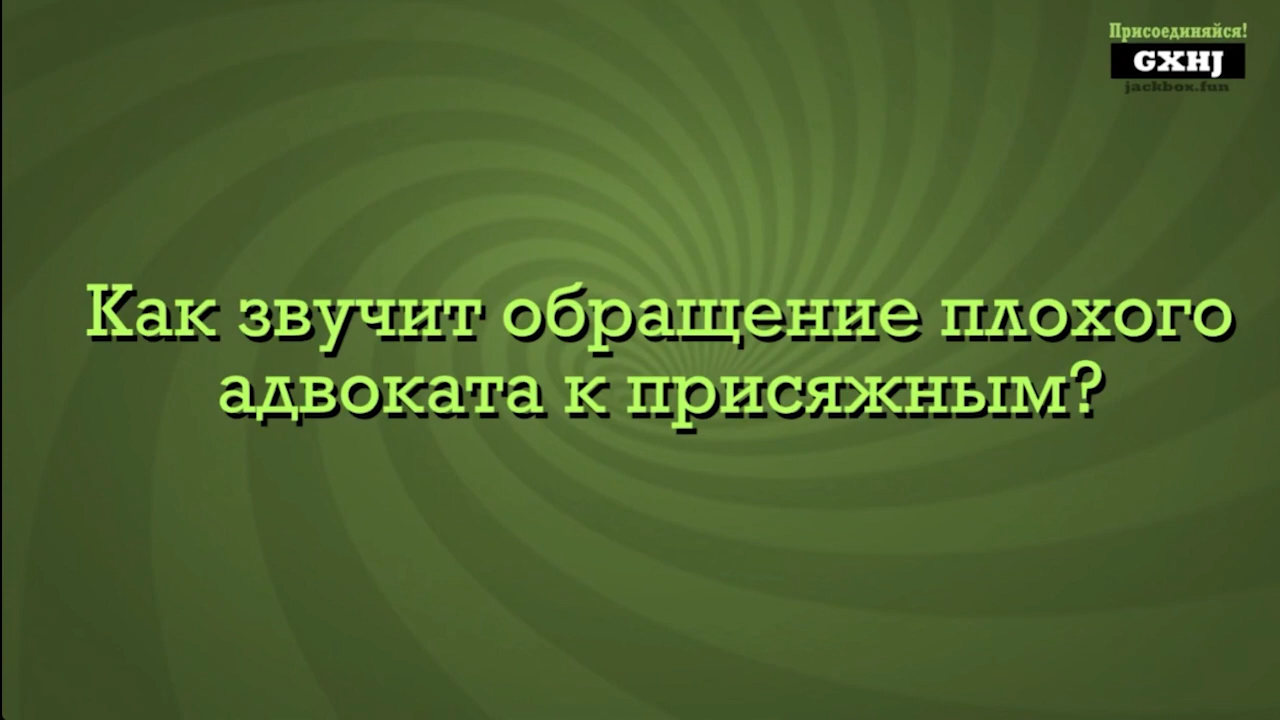 Присоединяйся!
GXHJ
jackbox.fun
Как звучит обращение плохого
адвоката к присяжным?